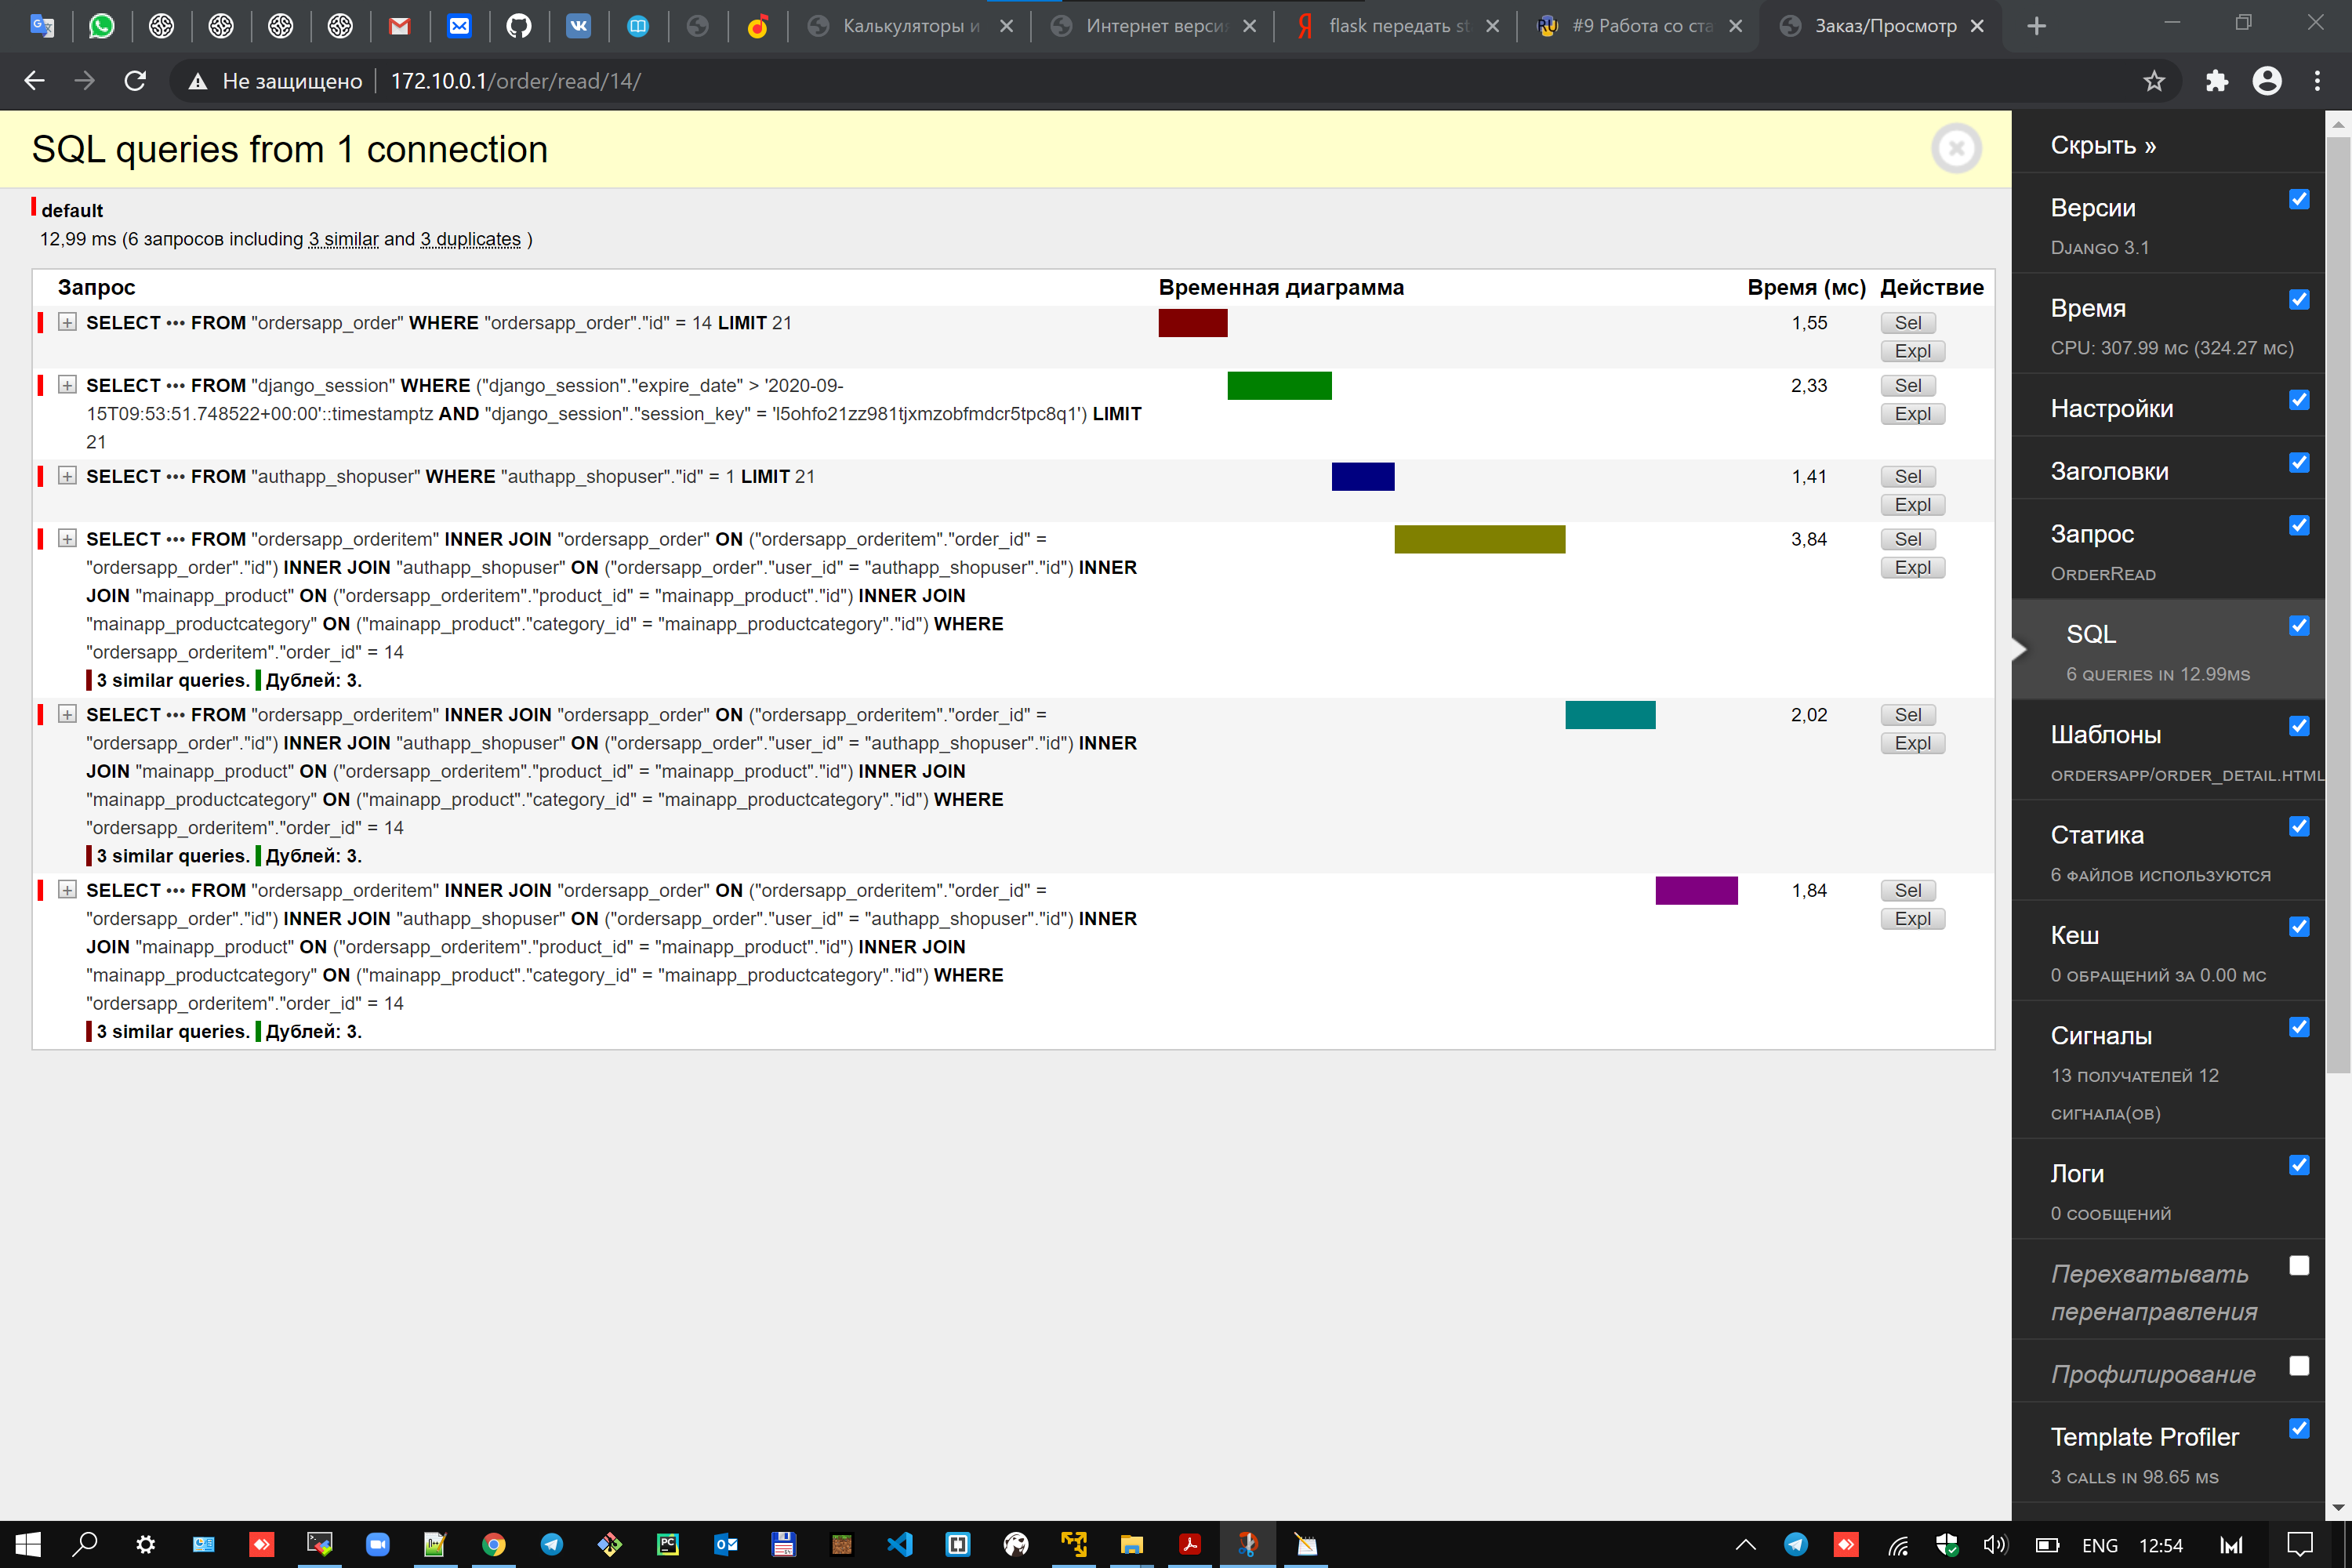 Калькуляторы и
Интернет верси
flask передать st
#9 Работа со ста
Заказ/Просмотр
Не защищено
172.10.0.1/order/read/14/
SQL queries from 1 connection
default
12,99 ms (6 запросов including 3 similar and 3 duplicates )
Запрос Временная диаграмма Время (мс) Действие
SELECT ••• FROM "ordersapp_order" WHERE "ordersapp_order"."id" = 14 LIMIT 21
1,55
Sel
Expl
SELECT ••• FROM "django_session" WHERE ("django_session"."expire_date" > '2020-09-
15T09:53:51.748522+00:00'::timestamptz AND "django_session"."session_key" = 'l5ohfo21zz981tjxmzobfmdcr5tpc8q1') LIMIT
21
2,33
Sel
Expl
SELECT ••• FROM "authapp_shopuser" WHERE "authapp_shopuser"."id" = 1 LIMIT 21
1,41
Sel
Expl
SELECT ••• FROM "ordersapp_orderitem" INNER JOIN "ordersapp_order" ON ("ordersapp_orderitem"."order_id" =
"ordersapp_order"."id") INNER JOIN "authapp_shopuser" ON ("ordersapp_order"."user_id" = "authapp_shopuser"."id") INNER
JOIN "mainapp_product" ON ("ordersapp_orderitem"."product_id" = "mainapp_product"."id") INNER JOIN
"mainapp_productcategory" ON ("mainapp_product"."category_id" = "mainapp_productcategory"."id") WHERE
"ordersapp_orderitem"."order_id" = 14
3 similar queries. Дублей: 3.
3,84
Sel
Expl
SELECT ••• FROM "ordersapp_orderitem" INNER JOIN "ordersapp_order" ON ("ordersapp_orderitem"."order_id" =
"ordersapp_order"."id") INNER JOIN "authapp_shopuser" ON ("ordersapp_order"."user_id" = "authapp_shopuser"."id") INNER
JOIN "mainapp_product" ON ("ordersapp_orderitem"."product_id" = "mainapp_product"."id") INNER JOIN
"mainapp_productcategory" ON ("mainapp_product"."category_id" = "mainapp_productcategory"."id") WHERE
"ordersapp_orderitem"."order_id" = 14
3 similar queries. Дублей: 3.
2,02
Sel
Expl
SELECT ••• FROM "ordersapp_orderitem" INNER JOIN "ordersapp_order" ON ("ordersapp_orderitem"."order_id" =
"ordersapp_order"."id") INNER JOIN "authapp_shopuser" ON ("ordersapp_order"."user_id" = "authapp_shopuser"."id") INNER
JOIN "mainapp_product" ON ("ordersapp_orderitem"."product_id" = "mainapp_product"."id") INNER JOIN
"mainapp_productcategory" ON ("mainapp_product"."category_id" = "mainapp_productcategory"."id") WHERE
"ordersapp_orderitem"."order_id" = 14
3 similar queries. Дублей: 3.
1,84
Sel
Expl
Скрыть »
Версии
Django 3.1
Время
CPU: 307.99 мс (324.27 мс)
Настройки
Заголовки
Запрос
OrderRead
SQL
6 queries in 12.99ms
Шаблоны
ordersapp/order_detail.html
Статика
6 файлов используются
Кеш
0 обращений за 0.00 мс
Сигналы
13 получателей 12
сигнала(ов)
Логи
0 сообщений
Перехватывать
перенаправления
Профилирование
Template Profiler
3 calls in 98.65 ms
ENG
12:54